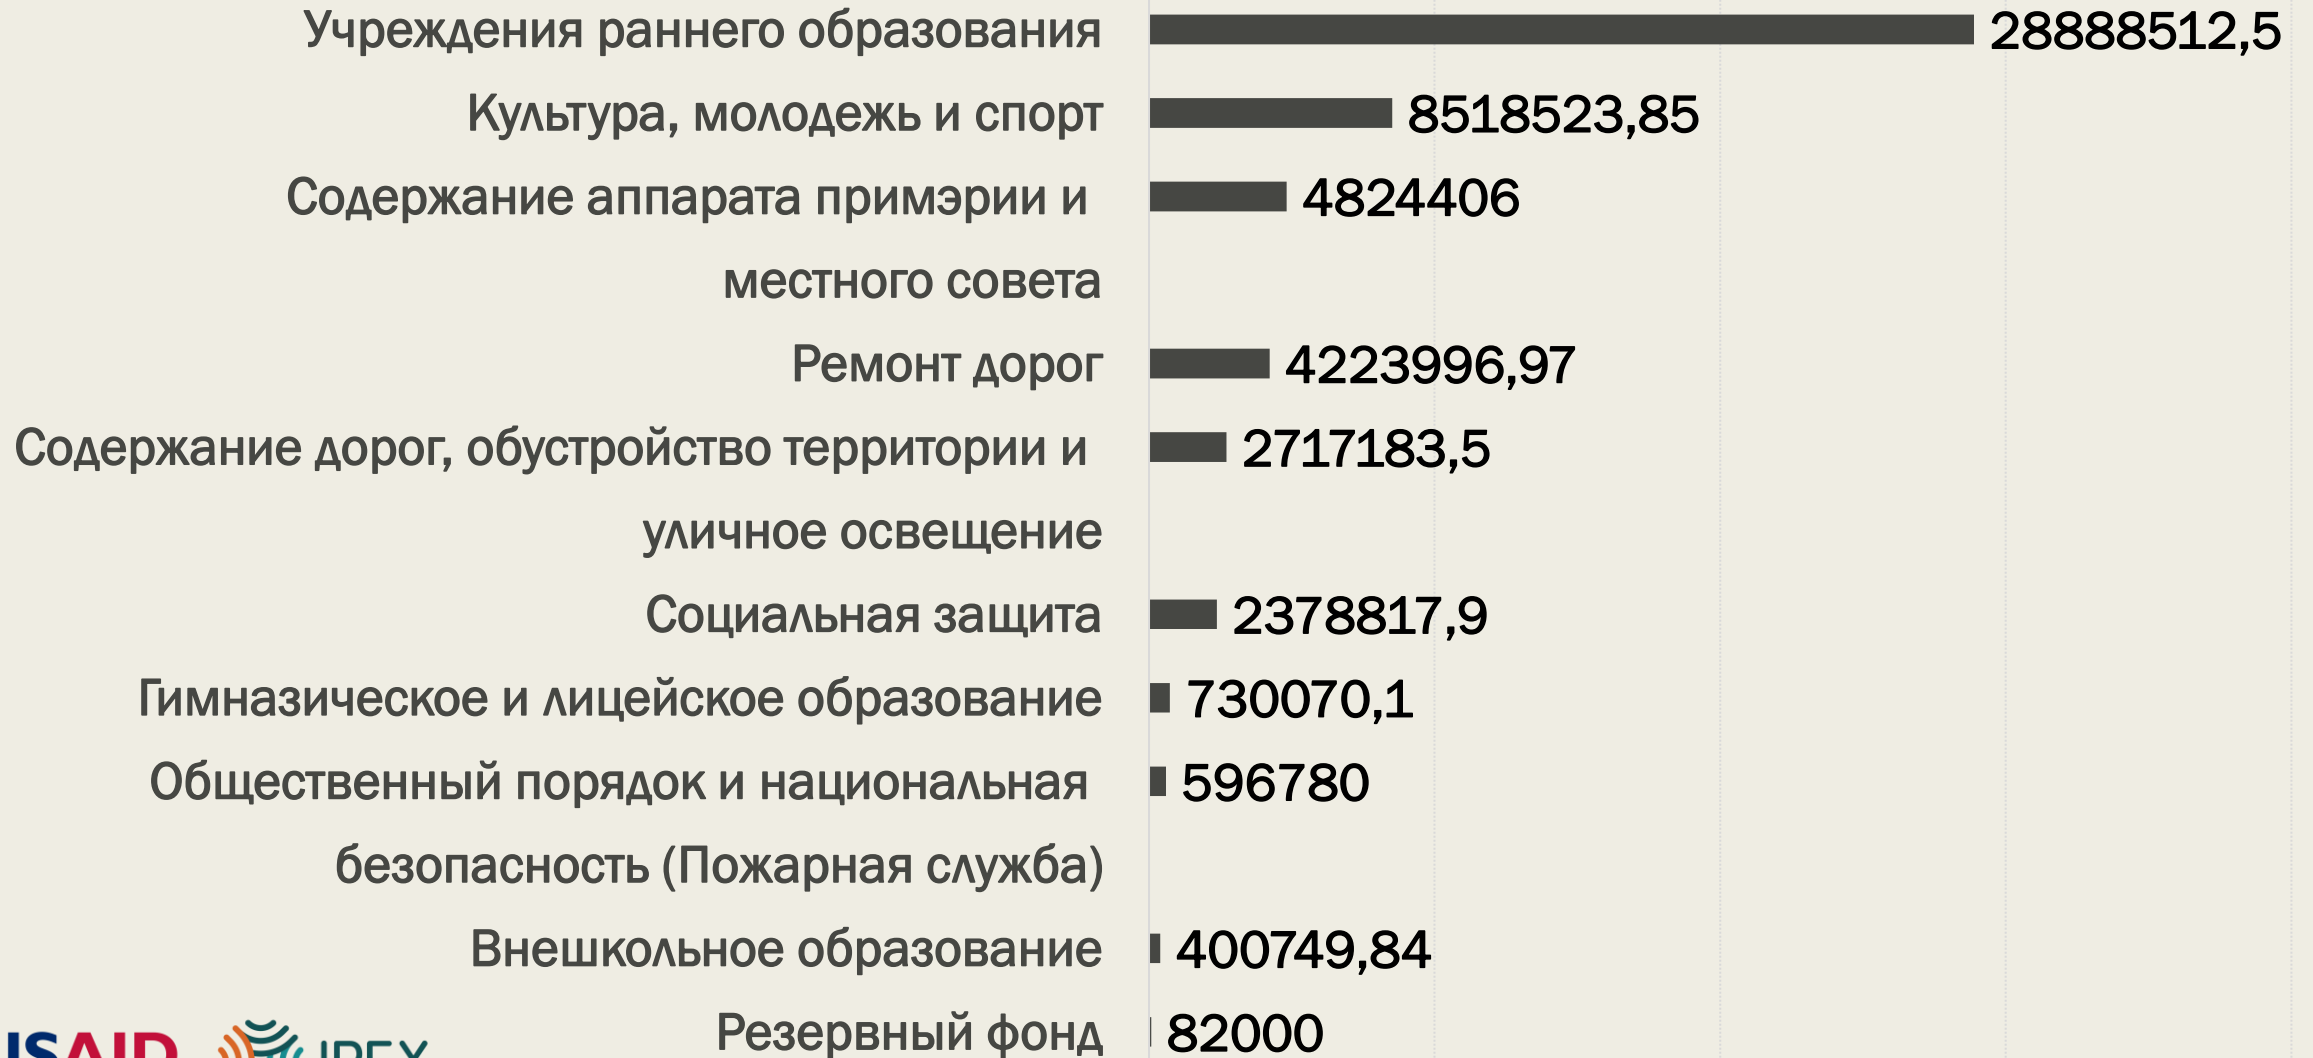 Учреждения раннего образования 28888512,5
Культура, молодежь и спорт 8518523,85
Содержание аппарата примэрии и 4824406
местного совета
Ремонт дорог 4223996,97
Содержание дорог, обустройство территории и 2717183,5
уличное освещение
Социальная защита 2378817,9
Гимназическое и лицейское образование 730070,1
Общественный порядок и национальная 596780
безопасность (Пожарная служба)
Внешкольное образование 400749,84
Резервный фонд 82000